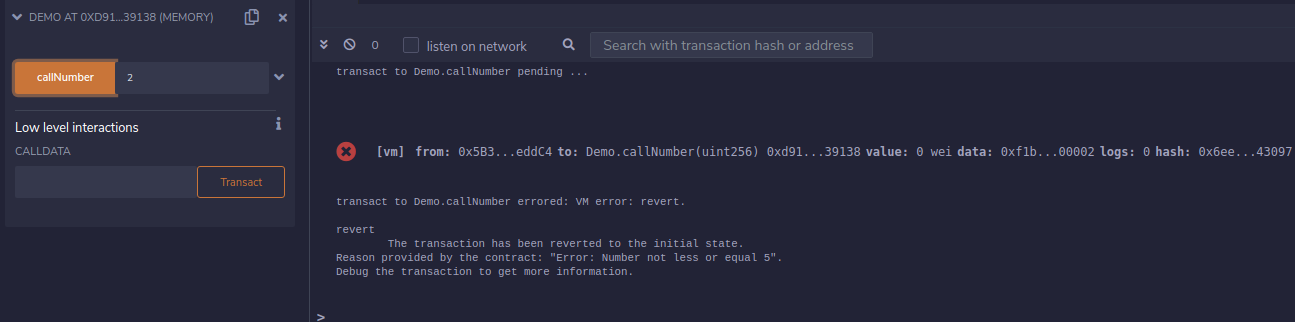 DEMO AT 0XD91...39138 (MEMORY)
callNumber 2
Low level interactions
CALLDATA
Transact
0 listen on network Search with transaction hash or address
transact to Demo.callNumber pending ...
[vm] from: 0x5B3...eddC4 to: Demo.callNumber(uint256) 0xd91...39138 value: 0 wei data: 0xf1b...00002 logs: 0 hash: 0x6ee...43097
transact to Demo.callNumber errored: VM error: revert.
revert
The transaction has been reverted to the initial state.
Reason provided by the contract: "Error: Number not less or equal 5".
Debug the transaction to get more information.
>